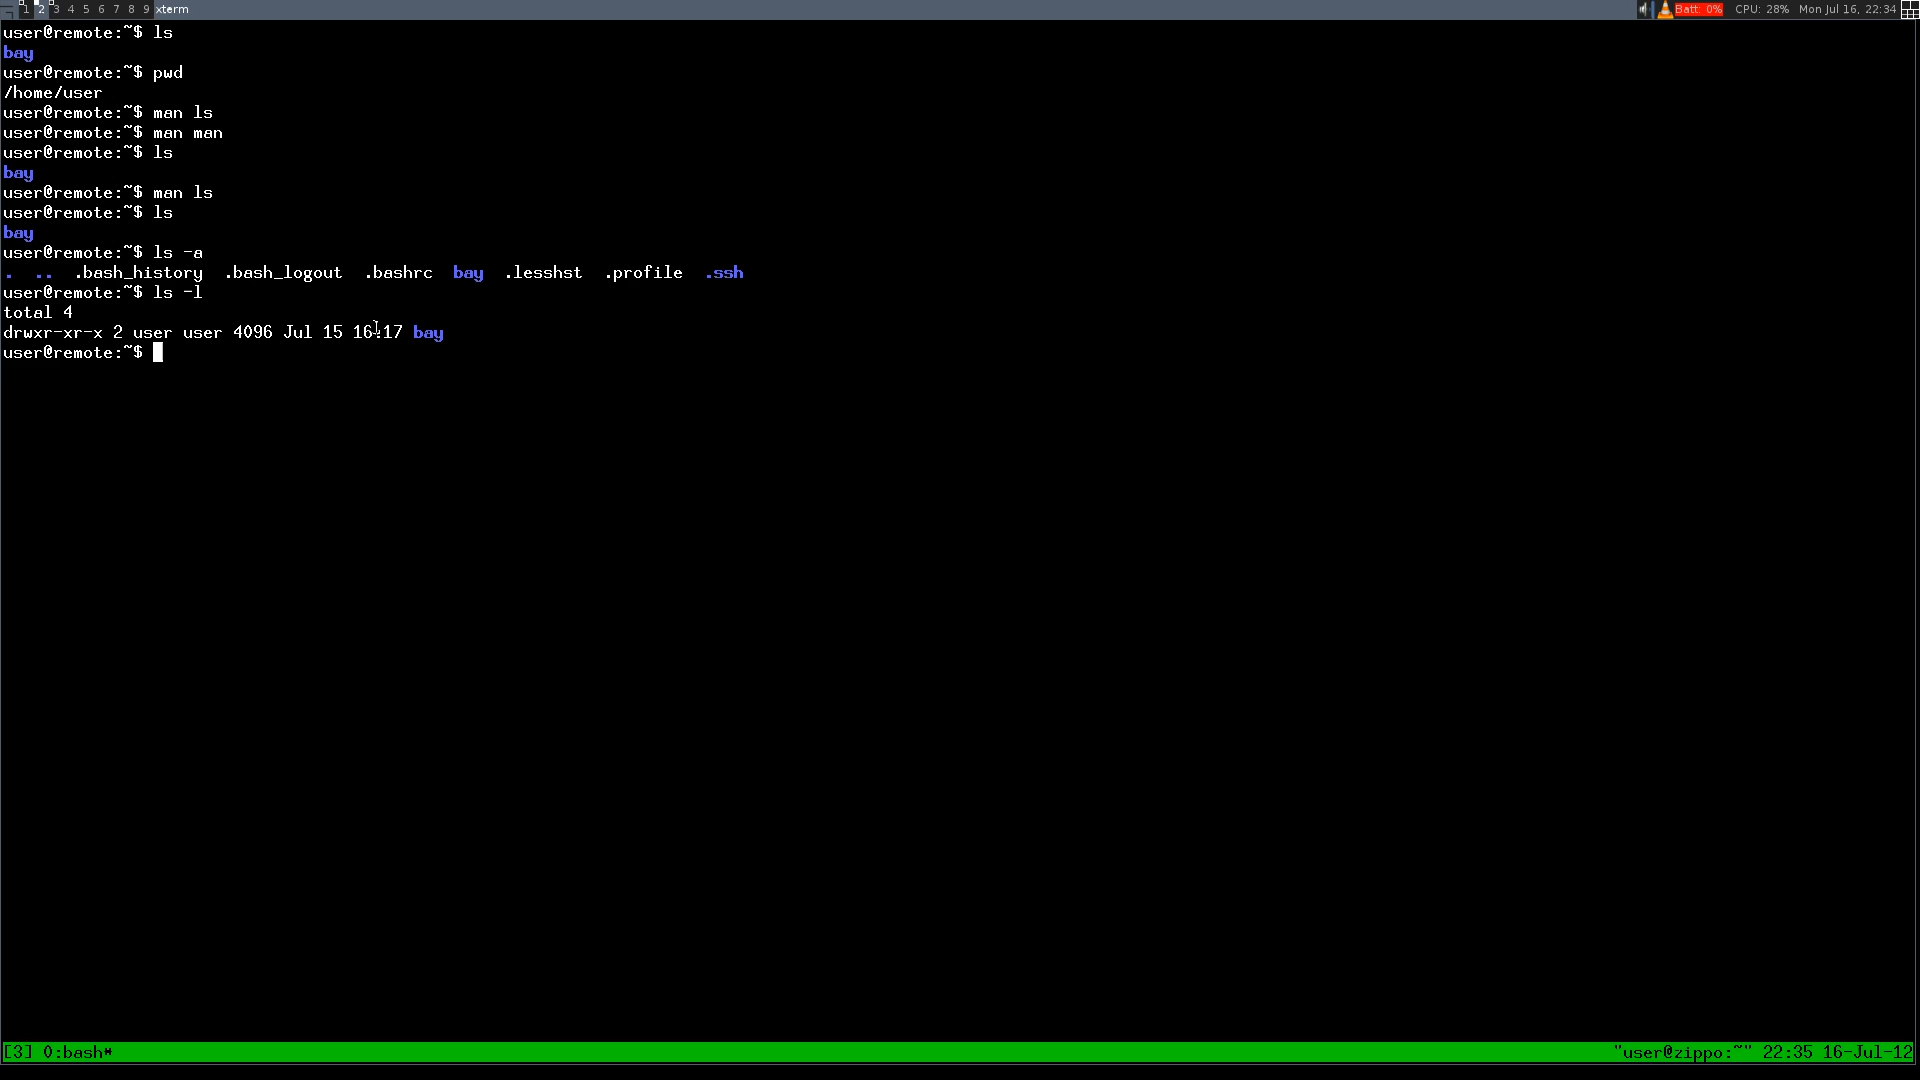 1 2 3 4 5 6 7 8 9 xterm Batt: 0% CPU: 28% Mon Jul 16, 22:34
user@remote:~$ ls
bay
user@remote:~$ pwd
/home/user
user@remote:~$ man ls
user@remote:~$ man man
user@remote:~$ ls
bay
user@remote:~$ man ls
user@remote:~$ ls
bay
user@remote:~$ ls -a
. .. .bash_history .bash_logout .bashrc bay .lesshst .profile .ssh
user@remote:~$ ls -l
total 4
drwxr-xr-x 2 user user 4096 Jul 15 16:17 bay
user@remote:~$
[3] 0:bash* "user@zippo:~" 22:35 16-Jul-12